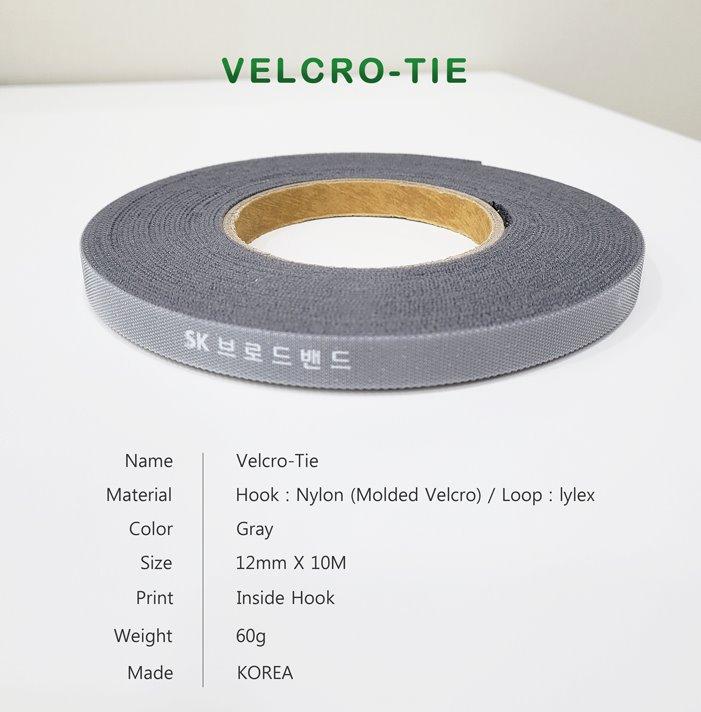 VELCRO-TIE
SK 브로드밴드
Name Velcro-Tie
Material Hook : Nylon (Molded Velcro) / Loop : lylex
Color Gray
Size 12mm X 10M
Print Inside Hook
Weight 60g
Made KOREA